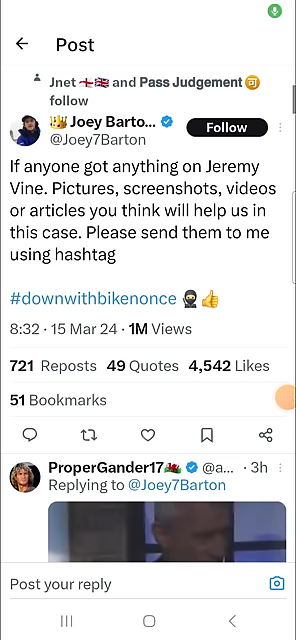 Post
Jnet 🏴󠁧󠁢󠁥󠁮󠁧󠁿🇬🇧 and Pass Judgement
follow
👑 Joey Barto...
Follow
@Joey7Barton
If anyone got anything on Jeremy
Vine. Pictures, screenshots, videos
or articles you think will help us in
this case. Please send them to me
using hashtag
#downwithbikenonce 🥷👍
8:32 · 15 Mar 24 · 1M Views
721 Reposts 49 Quotes 4,542 Likes
51 Bookmarks
ProperGander17🏴󠁧󠁢󠁷󠁬󠁳󠁿 @a... · 3h
Replying to @Joey7Barton
Post your reply